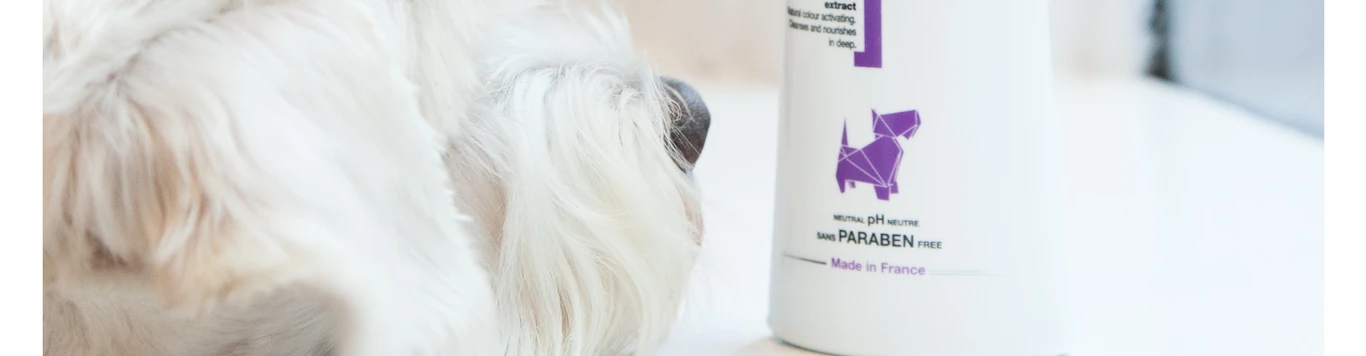 extract
Natural colour activating.
Cleanses and nourishes
in deep.
NEUTRAL pH NEUTRE
SANS PARABEN FREE
Made in France